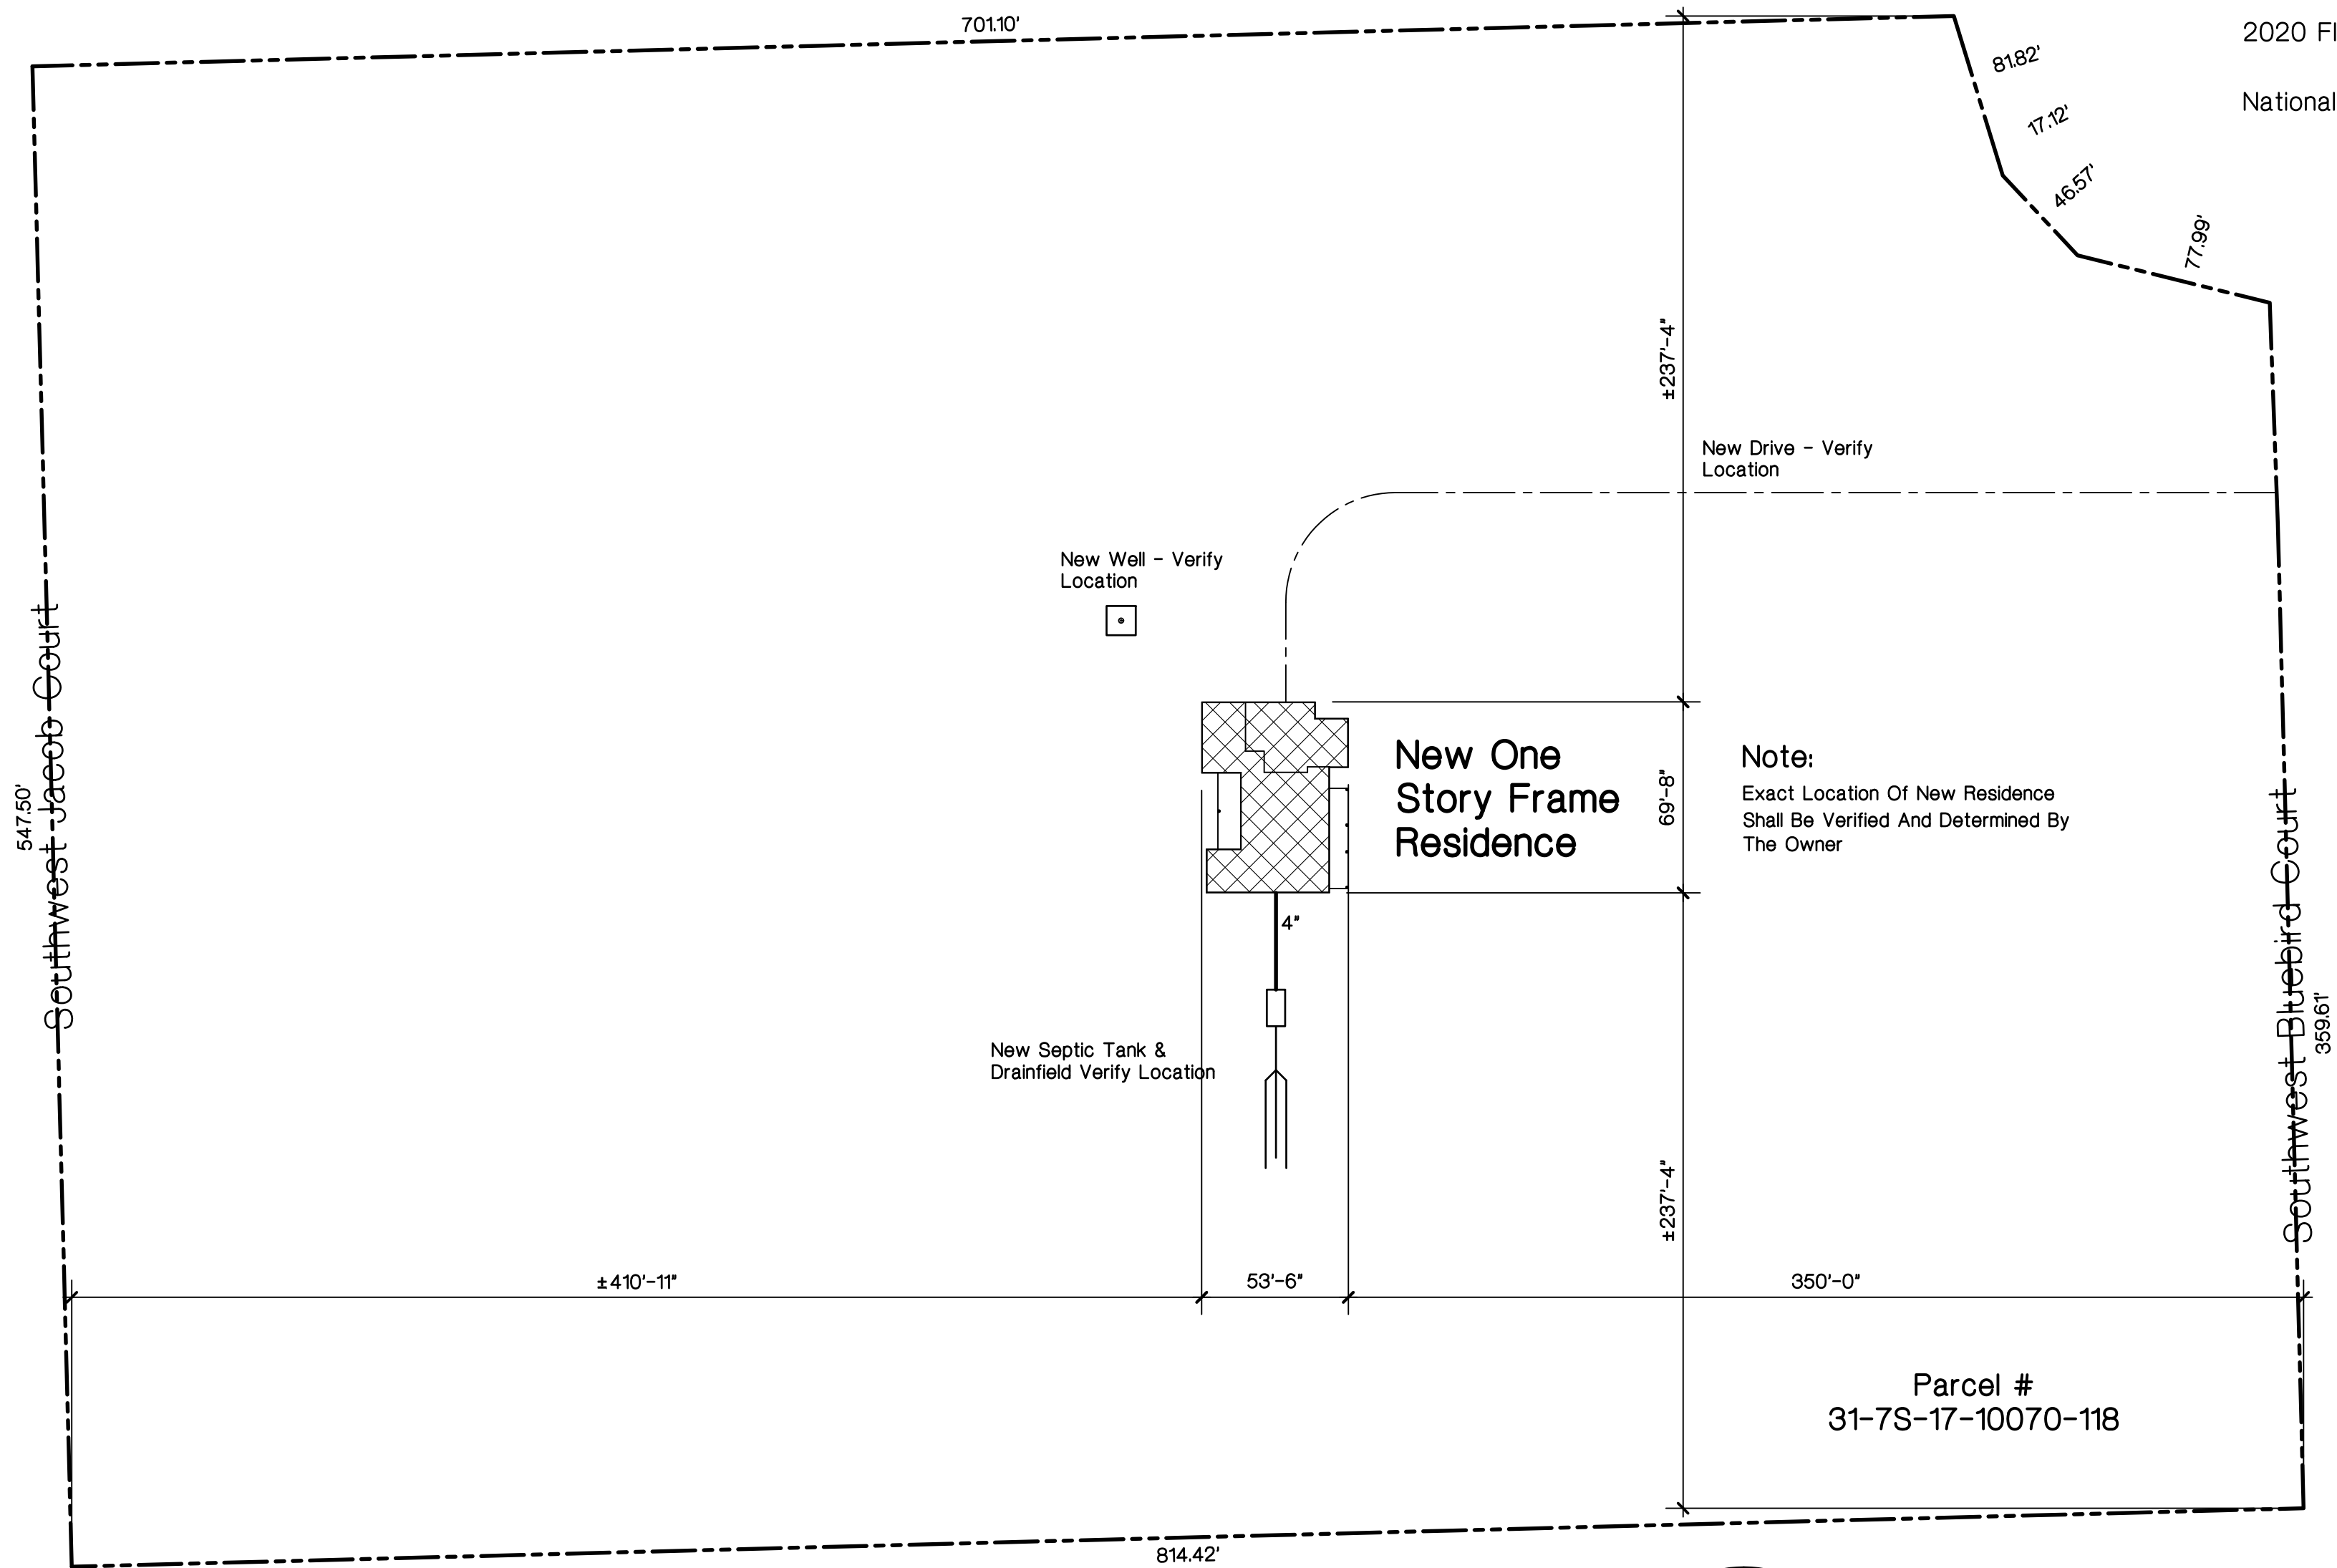 701.10'
2020 Fl
81.82'
National
17.12'
46.57'
77.99'
±237'-4"
New Drive - Verify
Location
New Well - Verify
Location
Southwest Jacob Court
547.50'
New One
Story Frame
Residence
69'-8"
Note:
Exact Location Of New Residence
Shall Be Verified And Determined By
The Owner
Southwest Bluebird Court
359.61'
4"
New Septic Tank &
Drainfield Verify Location
±237'-4"
±410'-11"
53'-6"
350'-0"
Parcel #
31-7S-17-10070-118
814.42'